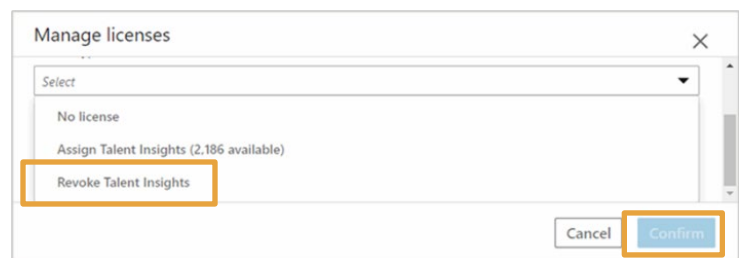 Manage licenses
Select
No license
Assign Talent Insights (2,186 available)
Revoke Talent Insights
Cancel
Confirm